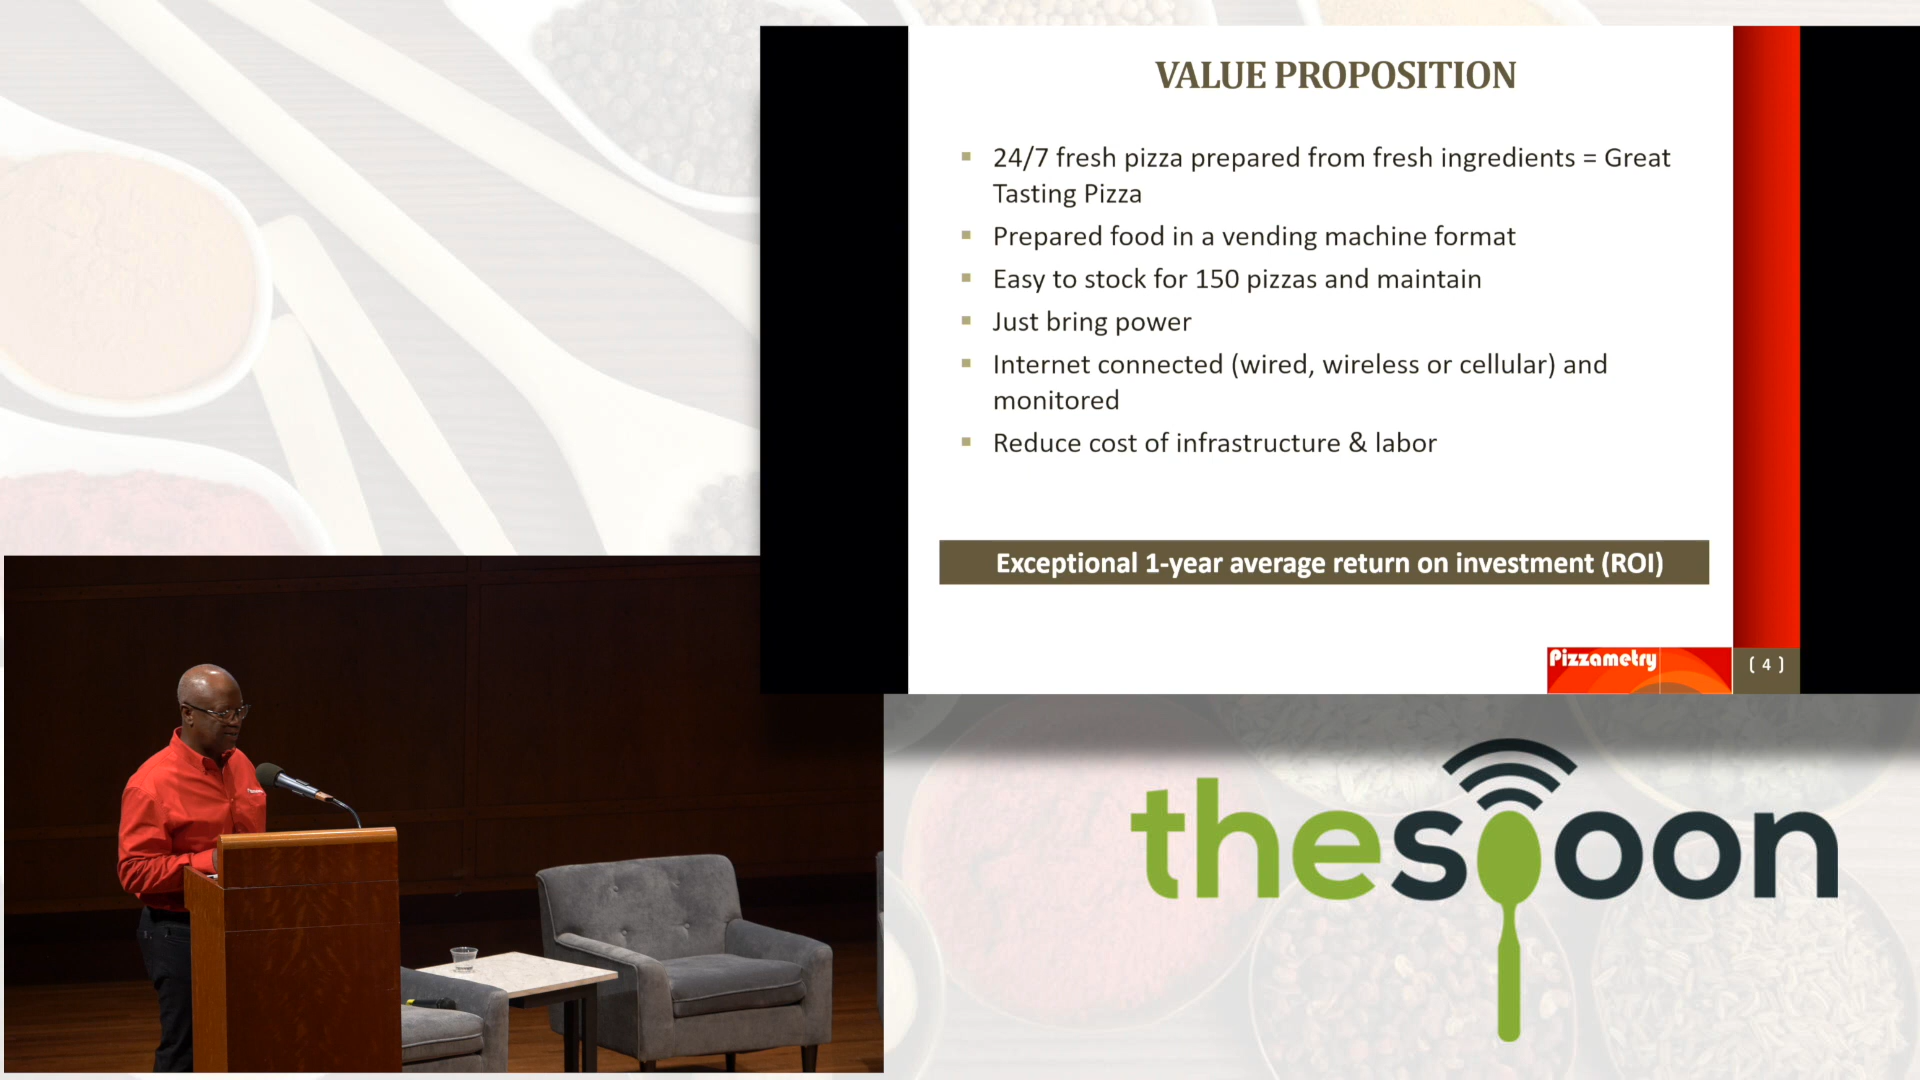 VALUE PROPOSITION
24/7 fresh pizza prepared from fresh ingredients = Great
Tasting Pizza
Prepared food in a vending machine format
Easy to stock for 150 pizzas and maintain
Just bring power
Internet connected (wired, wireless or cellular) and
monitored
Reduce cost of infrastructure & labor
Exceptional 1-year average return on investment (ROI)
Pizzametry
( 4 )
thespoon